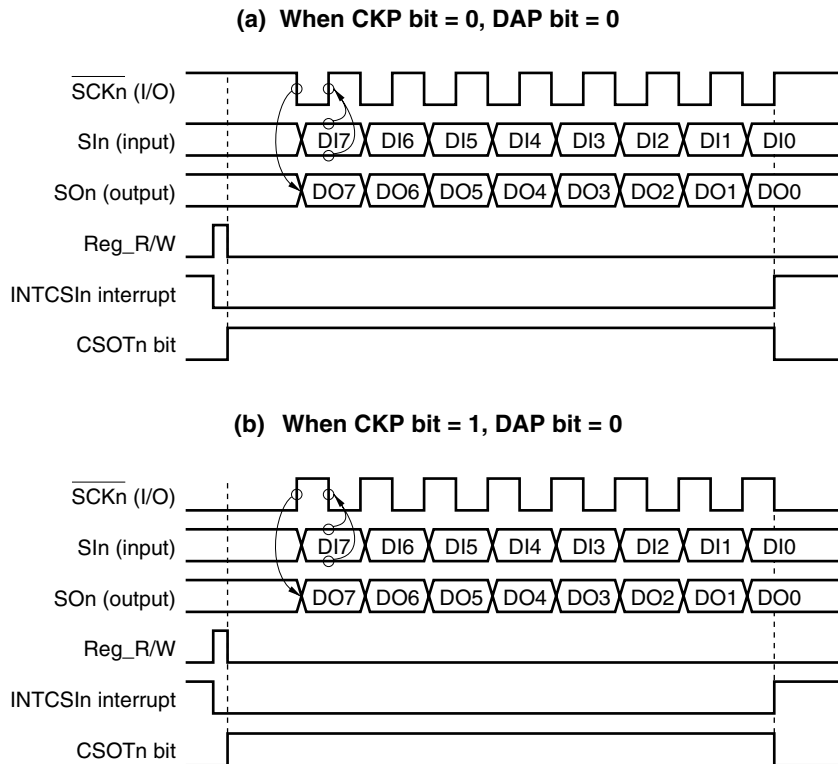 (a) When CKP bit = 0, DAP bit = 0
SCKn (I/O)
SIn (input) DI7 DI6 DI5 DI4 DI3 DI2 DI1 DI0
SOn (output) DO7 DO6 DO5 DO4 DO3 DO2 DO1 DO0
Reg_R/W
INTCSIn interrupt
CSOTn bit
(b) When CKP bit = 1, DAP bit = 0
SCKn (I/O)
SIn (input) DI7 DI6 DI5 DI4 DI3 DI2 DI1 DI0
SOn (output) DO7 DO6 DO5 DO4 DO3 DO2 DO1 DO0
Reg_R/W
INTCSIn interrupt
CSOTn bit